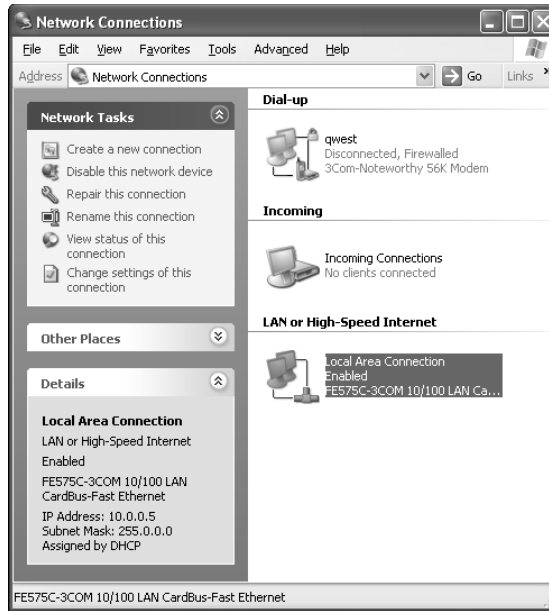 Network Connections
File Edit View Favorites Tools Advanced Help
Address Network Connections Go Links »
Network Tasks
Create a new connection
Disable this network device
Repair this connection
Rename this connection
View status of this
connection
Change settings of this
connection
Other Places
Details
Local Area Connection
LAN or High-Speed Internet
Enabled
FE575C-3COM 10/100 LAN
CardBus-Fast Ethernet
IP Address: 10.0.0.5
Subnet Mask: 255.0.0.0
Assigned by DHCP
Dial-up
qwest
Disconnected, Firewalled
3Com-Noteworthy 56K Modem
Incoming
Incoming Connections
No clients connected
LAN or High-Speed Internet
Local Area Connection
Enabled
FE575C-3COM 10/100 LAN Ca...
FE575C-3COM 10/100 LAN CardBus-Fast Ethernet